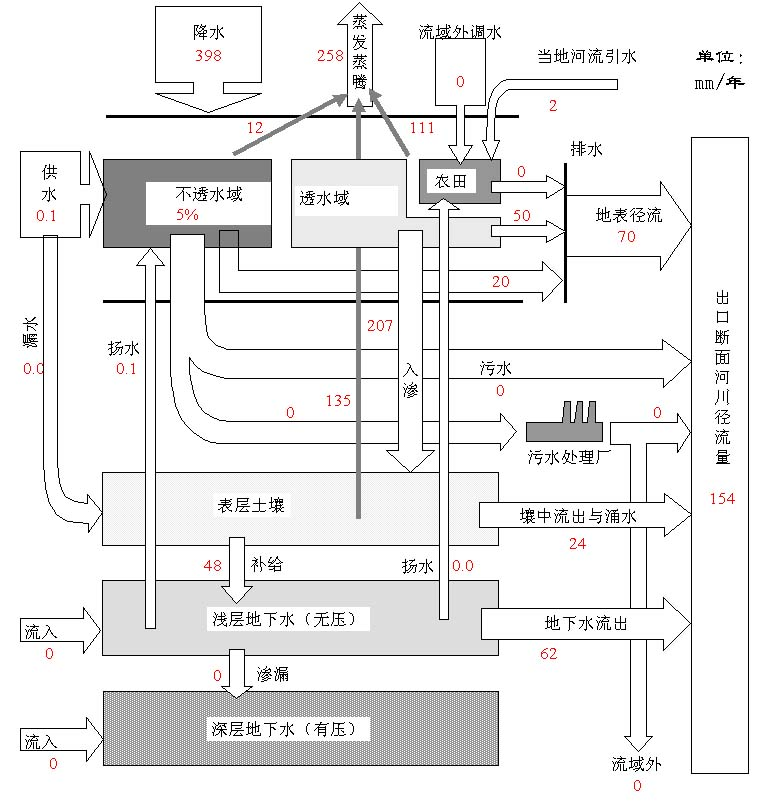 降水
398
蒸发蒸腾
258
流域外调水
0
当地河流引水
2
单位：
mm/年
12
111
排水
供水
0.1
不透水域
5%
透水域
农田
0
50
地表径流
70
20
漏水
0.0
扬水
0.1
207
入渗
污水
0
135
0
0
污水处理厂
出口断面河川径流量
154
表层土壤
壤中流出与涌水
24
48
补给
扬水
0.0
浅层地下水（无压）
地下水流出
62
流入
0
0
渗漏
深层地下水（有压）
流入
0
流域外
0